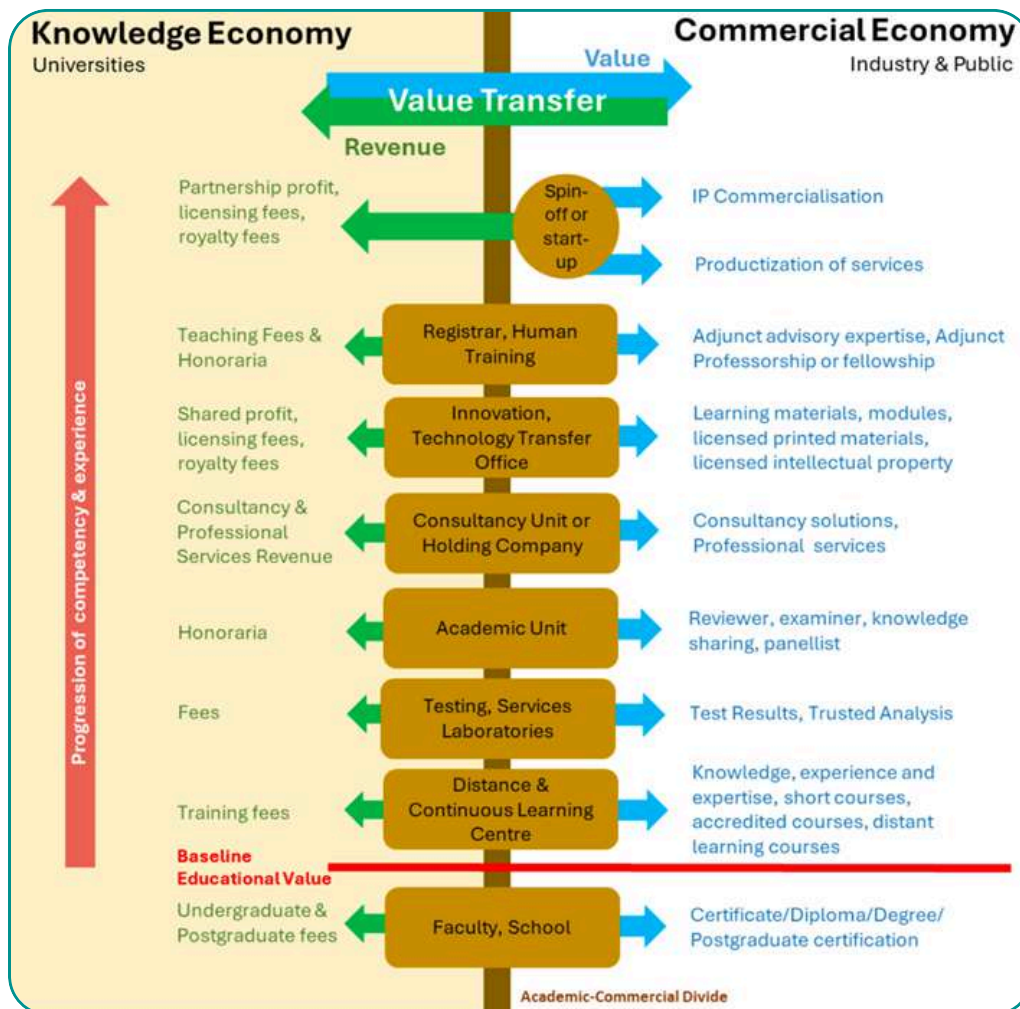 Knowledge Economy
Universities
Commercial Economy
Industry & Public
Value
Value Transfer
Revenue
Partnership profit,
licensing fees,
royalty fees
Spin-
off or
start-
up
IP Commercialisation
Productization of services
Teaching Fees &
Honoraria
Registrar, Human
Training
Adjunct advisory expertise, Adjunct
Professorship or fellowship
Shared profit,
licensing fees,
royalty fees
Innovation,
Technology Transfer
Office
Learning materials, modules,
licensed printed materials,
licensed intellectual property
Consultancy &
Professional
Services Revenue
Consultancy Unit or
Holding Company
Consultancy solutions,
Professional services
Honoraria
Academic Unit
Reviewer, examiner, knowledge
sharing, panellist
Fees
Testing, Services
Laboratories
Test Results, Trusted Analysis
Training fees
Distance &
Continuous Learning
Centre
Knowledge, experience and
expertise, short courses,
accredited courses, distant
learning courses
Progression of competency & experience
Baseline
Educational Value
Undergraduate &
Postgraduate fees
Faculty, School
Certificate/Diploma/Degree/
Postgraduate certification
Academic-Commercial Divide